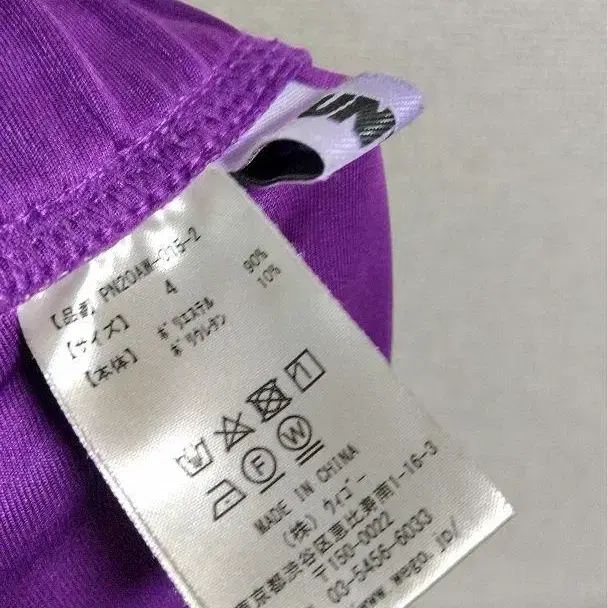 【品番】PN20AW-015-2
【サイズ】 4
【本体】 ポリエステル 90%
ポリウレタン 10%
F W
MADE IN CHINA
(株) ウィゴー
東京都渋谷区恵比寿南1-16-3
〒150-0022
03-5456-6033
www.wego.jp/